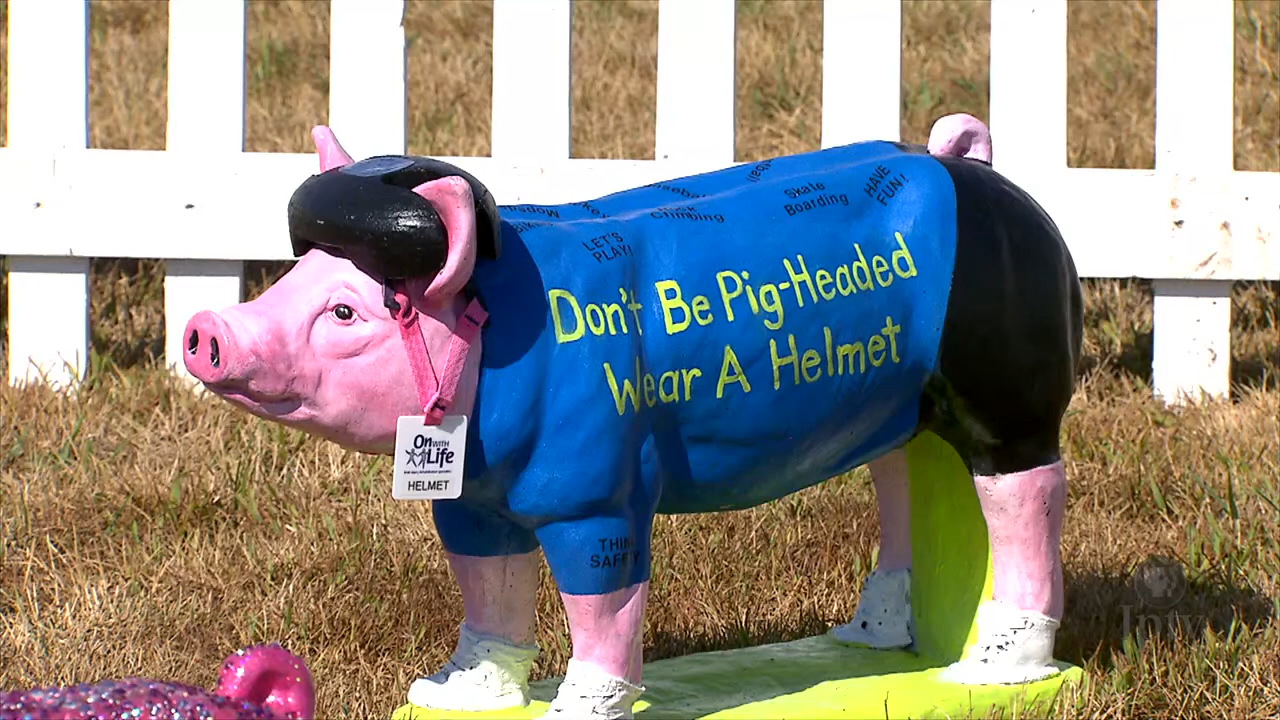 Skate
Boarding
HAVE
FUN!
Climbing
LET'S
PLAY!
Don't Be Pig-Headed
Wear A Helmet
On WITH
Life
HELMET
THINK
SAFETY
Iptv